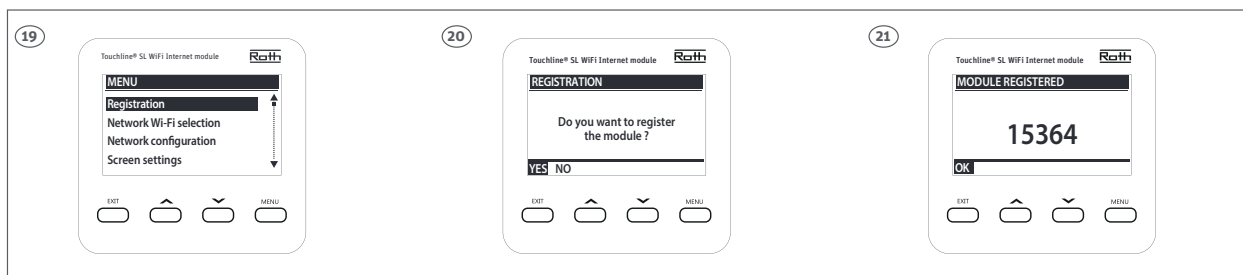 19
Touchline® SL WiFi Internet module Roth
MENU
Registration
Network Wi-Fi selection
Network configuration
Screen settings
EXIT MENU
20
Touchline® SL WiFi Internet module Roth
REGISTRATION
Do you want to register
the module ?
YES NO
EXIT MENU
21
Touchline® SL WiFi Internet module Roth
MODULE REGISTERED
15364
OK
EXIT MENU